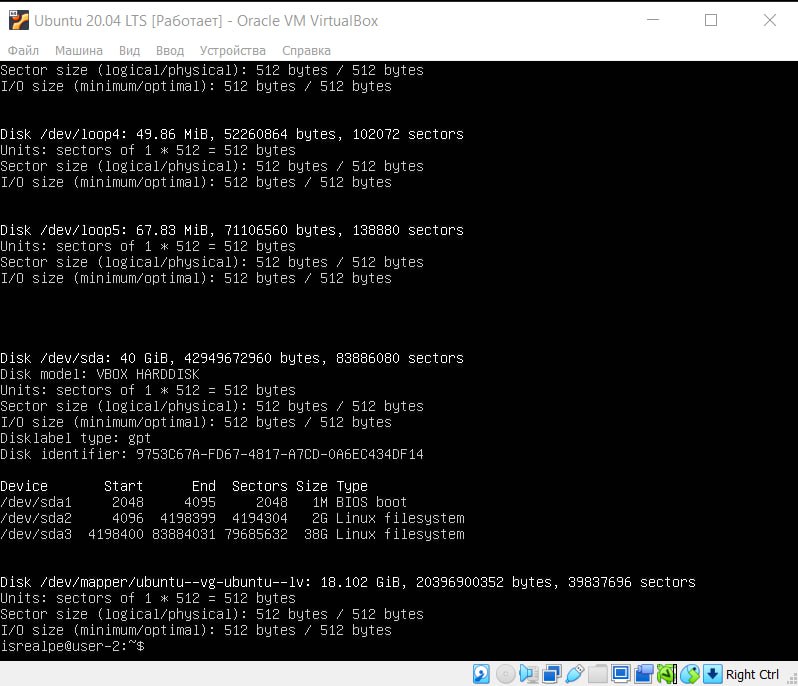 Ubuntu 20.04 LTS [Работает] - Oracle VM VirtualBox
Файл Машина Вид Ввод Устройства Справка
Sector size (logical/physical): 512 bytes / 512 bytes
I/O size (minimum/optimal): 512 bytes / 512 bytes
Disk /dev/loop4: 49.86 MiB, 52260864 bytes, 102072 sectors
Units: sectors of 1 * 512 = 512 bytes
Sector size (logical/physical): 512 bytes / 512 bytes
I/O size (minimum/optimal): 512 bytes / 512 bytes
Disk /dev/loop5: 67.83 MiB, 71106560 bytes, 138880 sectors
Units: sectors of 1 * 512 = 512 bytes
Sector size (logical/physical): 512 bytes / 512 bytes
I/O size (minimum/optimal): 512 bytes / 512 bytes
Disk /dev/sda: 40 GiB, 42949672960 bytes, 83886080 sectors
Disk model: VBOX HARDDISK
Units: sectors of 1 * 512 = 512 bytes
Sector size (logical/physical): 512 bytes / 512 bytes
I/O size (minimum/optimal): 512 bytes / 512 bytes
Disklabel type: gpt
Disk identifier: 9753C67A-FD67-4817-A7CD-0A6EC434DF14
Device Start End Sectors Size Type
/dev/sda1 2048 4095 2048 1M BIOS boot
/dev/sda2 4096 4198399 4194304 2G Linux filesystem
/dev/sda3 4198400 83884031 79685632 38G Linux filesystem
Disk /dev/mapper/ubuntu--vg-ubuntu--lv: 18.102 GiB, 20396900352 bytes, 39837696 sectors
Units: sectors of 1 * 512 = 512 bytes
Sector size (logical/physical): 512 bytes / 512 bytes
I/O size (minimum/optimal): 512 bytes / 512 bytes
isrealpe@user-2:~$
Right Ctrl